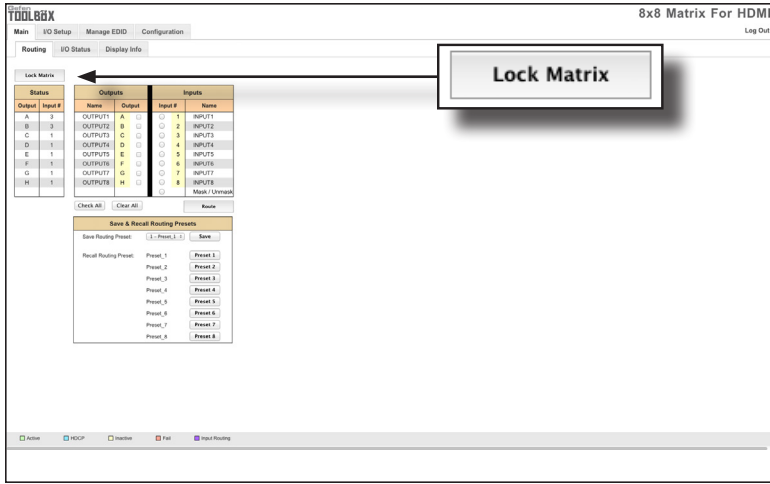 Gefen
TOOLBOX
8x8 Matrix For HDMI
Main I/O Setup Manage EDID Configuration
Log Out
Routing I/O Status Display Info
Lock Matrix
Lock Matrix
Status Outputs Inputs
Output Input # Name Output Input # Name
A 3 OUTPUT1 A 1 INPUT1
B 3 OUTPUT2 B 2 INPUT2
C 1 OUTPUT3 C 3 INPUT3
D 1 OUTPUT4 D 4 INPUT4
E 1 OUTPUT5 E 5 INPUT5
F 1 OUTPUT6 F 6 INPUT6
G 1 OUTPUT7 G 7 INPUT7
H 1 OUTPUT8 H 8 INPUT8
Mask / Unmask
Check All Clear All Route
Save & Recall Routing Presets
Save Routing Preset: 1 - Preset_1 Save
Recall Routing Preset: Preset_1 Preset 1
Preset_2 Preset 2
Preset_3 Preset 3
Preset_4 Preset 4
Preset_5 Preset 5
Preset_6 Preset 6
Preset_7 Preset 7
Preset_8 Preset 8
Active HDCP Inactive Fail Input Routing